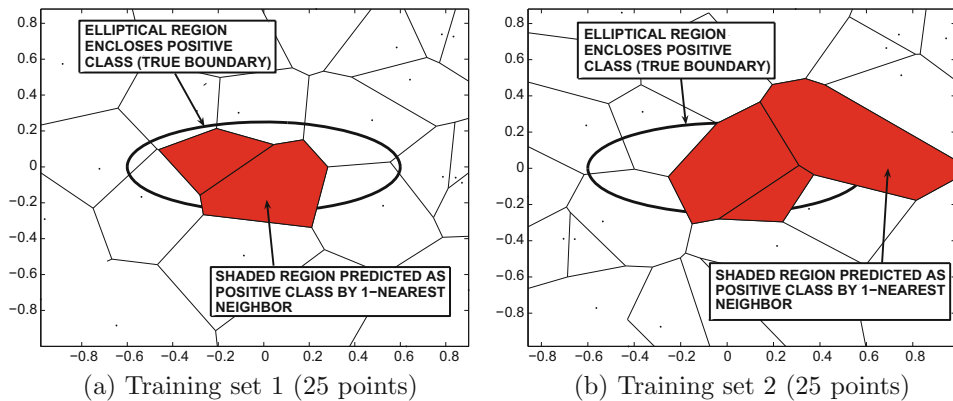 ELLIPTICAL REGION
ENCLOSES POSITIVE
CLASS (TRUE BOUNDARY)
0.8
0.6
0.4
0.2
0
−0.2
−0.4
−0.6
−0.8
SHADED REGION PREDICTED AS
POSITIVE CLASS BY 1−NEAREST
NEIGHBOR
−0.8 −0.6 −0.4 −0.2 0 0.2 0.4 0.6 0.8
(a) Training set 1 (25 points)
ELLIPTICAL REGION
ENCLOSES POSITIVE
CLASS (TRUE BOUNDARY)
0.8
0.6
0.4
0.2
0
−0.2
−0.4
−0.6
−0.8
SHADED REGION PREDICTED AS
POSITIVE CLASS BY 1−NEAREST
NEIGHBOR
−0.8 −0.6 −0.4 −0.2 0 0.2 0.4 0.6 0.8
(b) Training set 2 (25 points)